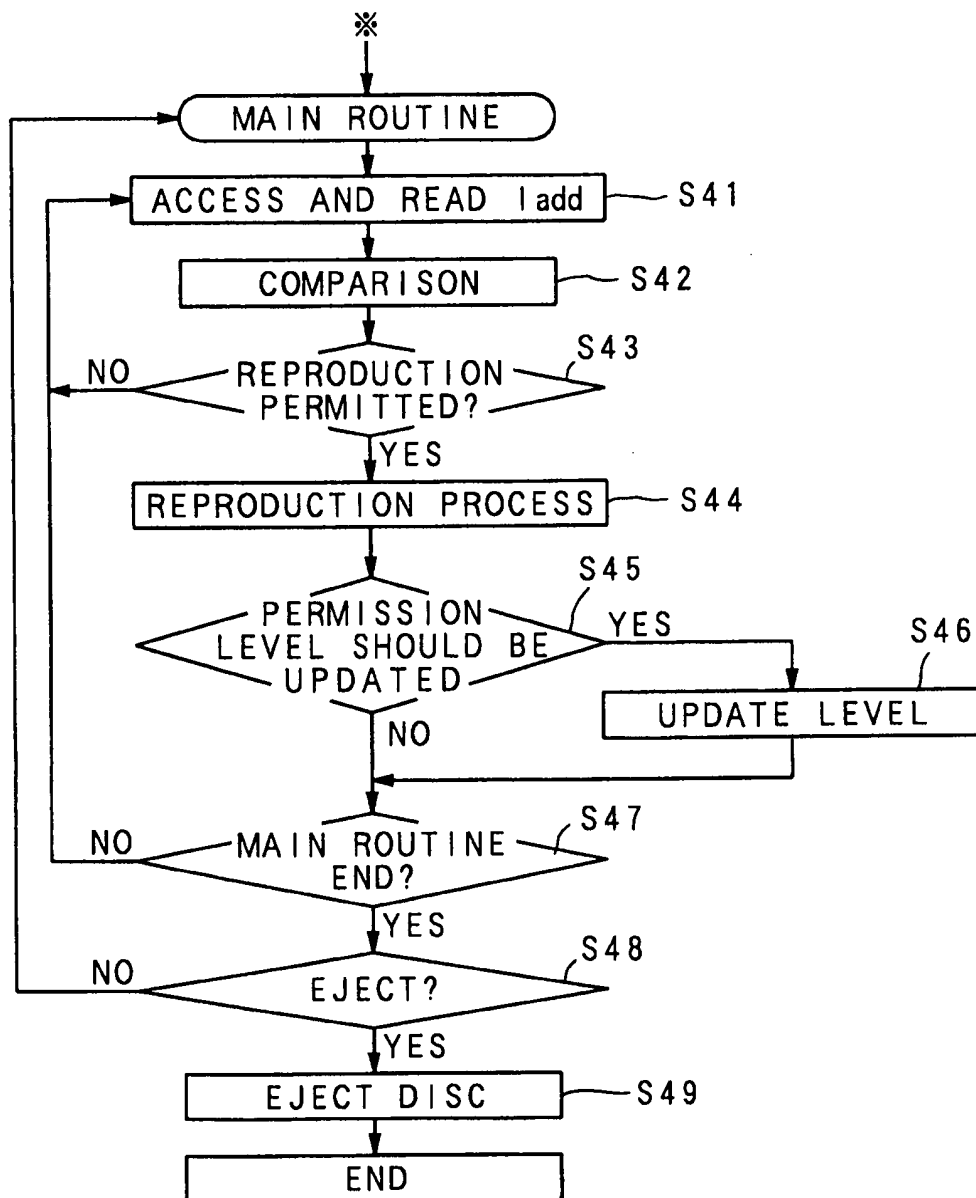 ※
MAIN ROUTINE
ACCESS AND READ Iadd
S41
COMPARISON
S42
S43
NO
REPRODUCTION
PERMITTED?
YES
REPRODUCTION PROCESS
S44
S45
PERMISSION
LEVEL SHOULD BE
UPDATED
YES
S46
UPDATE LEVEL
NO
S47
NO
MAIN ROUTINE
END?
YES
S48
NO
EJECT?
YES
EJECT DISC
S49
END